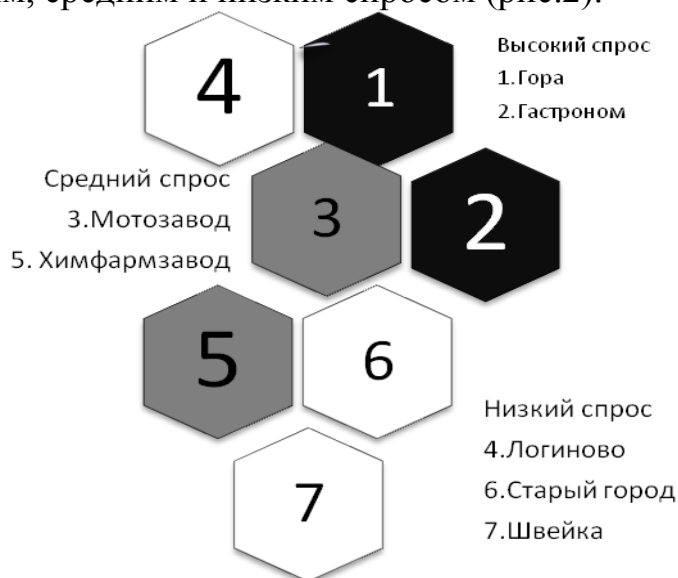 средним и низким спросом (рис.2).
4
1
Высокий спрос
1.Гора
2.Гастроном
Средний спрос
3.Мотозавод
5. Химфармзавод
3
2
5
6
Низкий спрос
4.Логиново
6.Старый город
7.Швейка
7